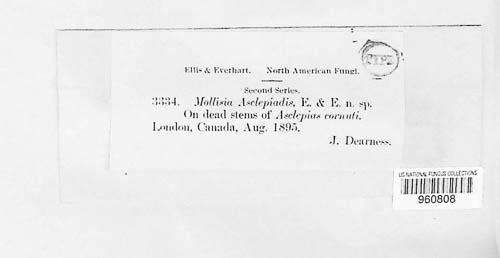 TYPE
Ellis & Everhart. North American Fungi.
Second Series.
3334. Mollisia Asclepiadis, E. & E. n. sp.
On dead stems of Asclepias cornuti.
London, Canada, Aug. 1895.
J. Dearness.
US NATIONAL FUNGUS COLLECTIONS
960808